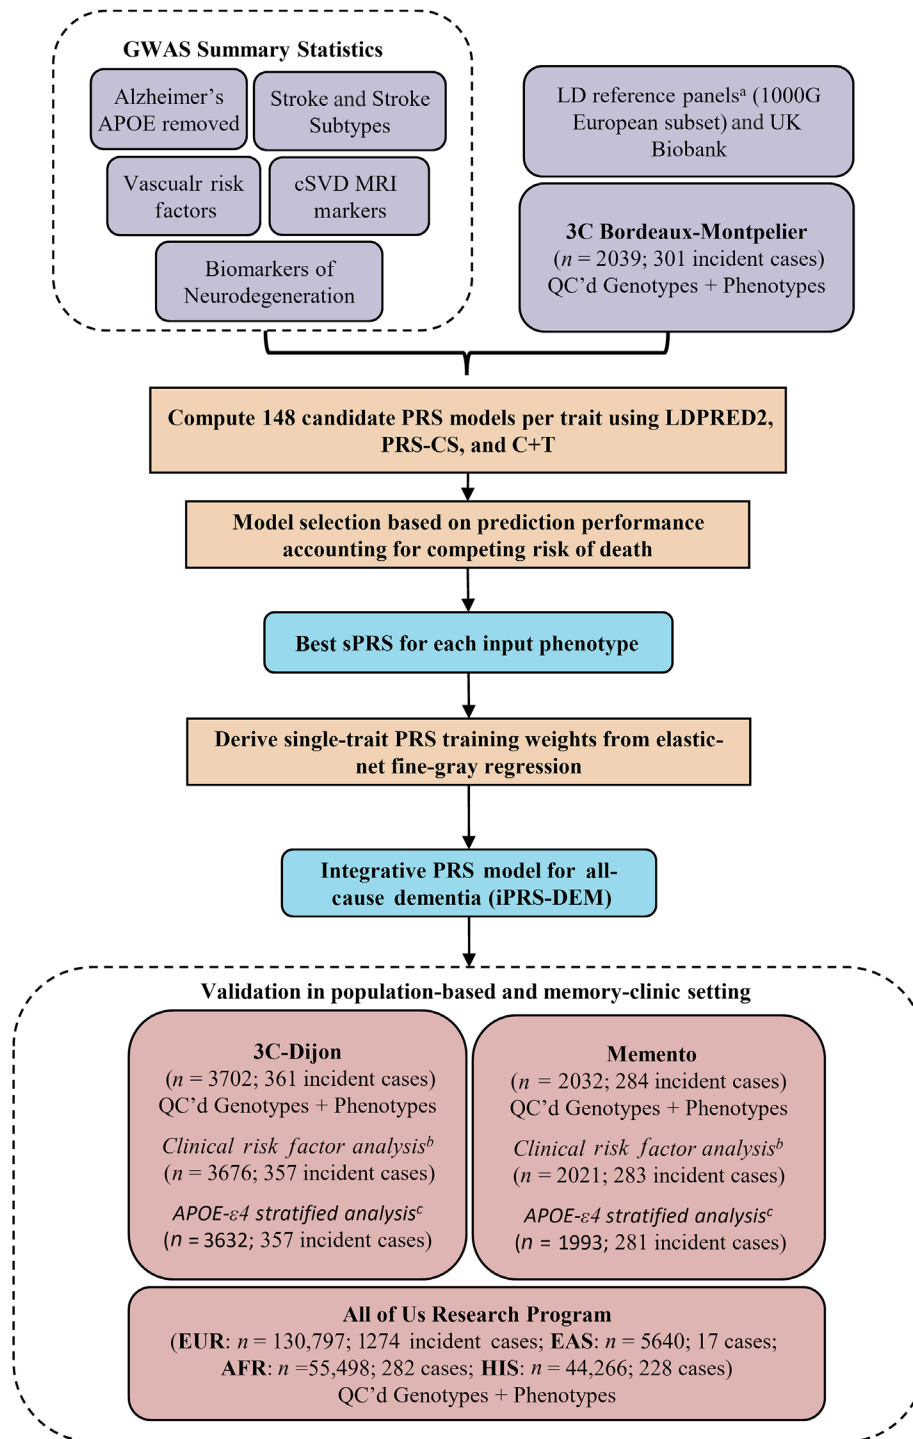 GWAS Summary Statistics
Alzheimer's
APOE removed
Stroke and Stroke
Subtypes
Vascualr risk
factors
cSVD MRI
markers
Biomarkers of
Neurodegeneration
LD reference panelsᵃ (1000G
European subset) and UK
Biobank
3C Bordeaux-Montpelier
(n = 2039; 301 incident cases)
QC'd Genotypes + Phenotypes
Compute 148 candidate PRS models per trait using LDPRED2,
PRS-CS, and C+T
Model selection based on prediction performance
accounting for competing risk of death
Best sPRS for each input phenotype
Derive single-trait PRS training weights from elastic-
net fine-gray regression
Integrative PRS model for all-
cause dementia (iPRS-DEM)
Validation in population-based and memory-clinic setting
3C-Dijon
(n = 3702; 361 incident cases)
QC'd Genotypes + Phenotypes
Clinical risk factor analysisᵇ
(n = 3676; 357 incident cases)
APOE-ε4 stratified analysisᶜ
(n = 3632; 357 incident cases)
Memento
(n = 2032; 284 incident cases)
QC'd Genotypes + Phenotypes
Clinical risk factor analysisᵇ
(n = 2021; 283 incident cases)
APOE-ε4 stratified analysisᶜ
(n = 1993; 281 incident cases)
All of Us Research Program
(EUR: n = 130,797; 1274 incident cases; EAS: n = 5640; 17 cases;
AFR: n =55,498; 282 cases; HIS: n = 44,266; 228 cases)
QC'd Genotypes + Phenotypes